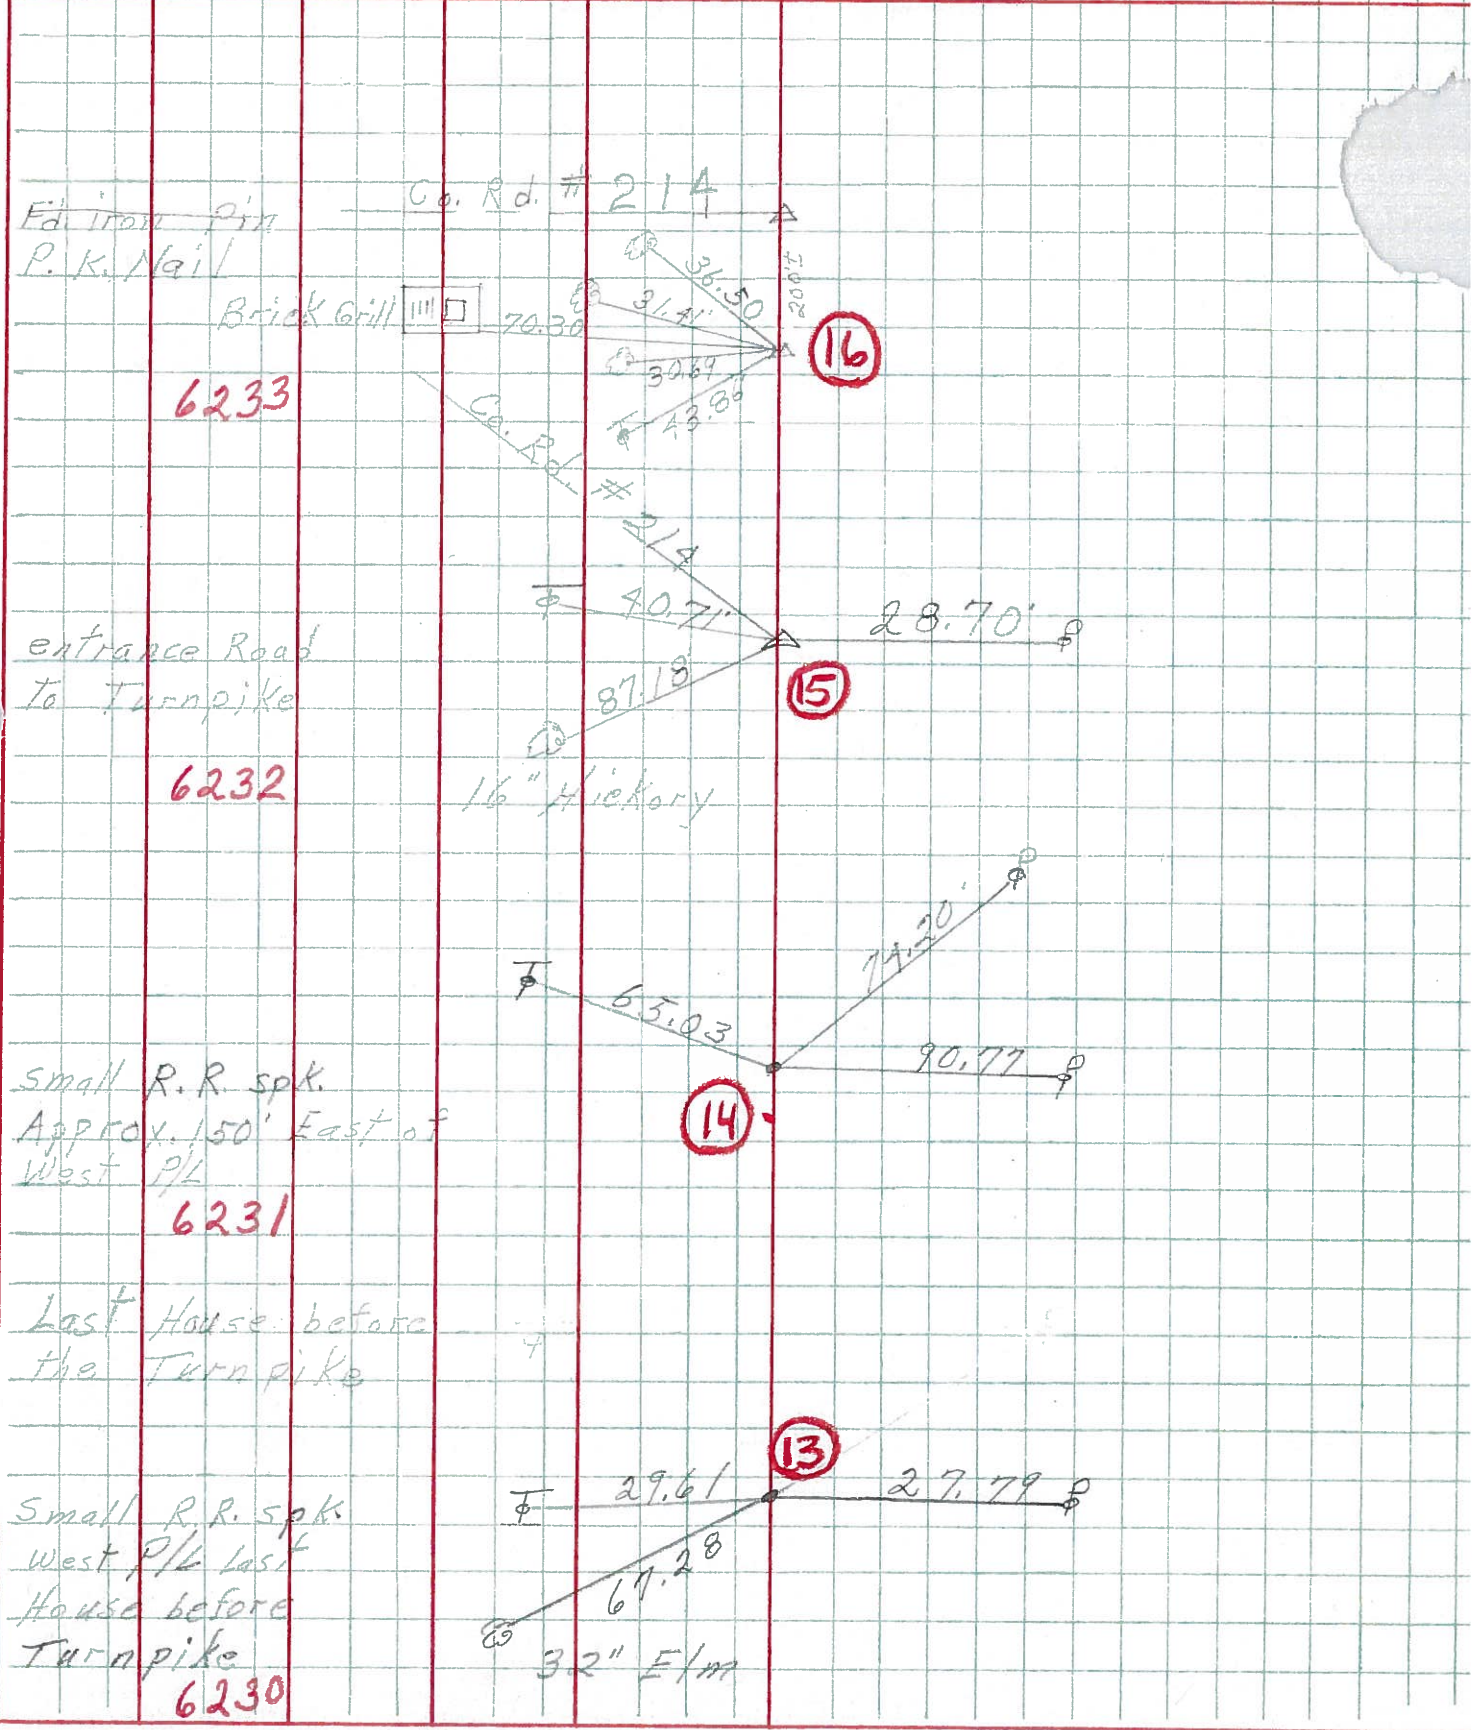 Co. Rd. # 214
Fd. iron Pin
P.K. Nail
36.50
200'±
31.41'
Brick Grill
70.30
16
30.69
43.86
6233
Co. Rd. # 214
40.71'
28.70'
entrance Road
To Turnpike
87.18'
15
6232
16" Hickory
74.20'
65.03
90.77
small R.R. spk.
Approx. 150' East of
West P/L
14
6231
Last House before
the Turnpike
13
29.61
27.79
Small R.R. spk.
West P/L Last
House before
Turnpike
67.28
32" Elm
6230